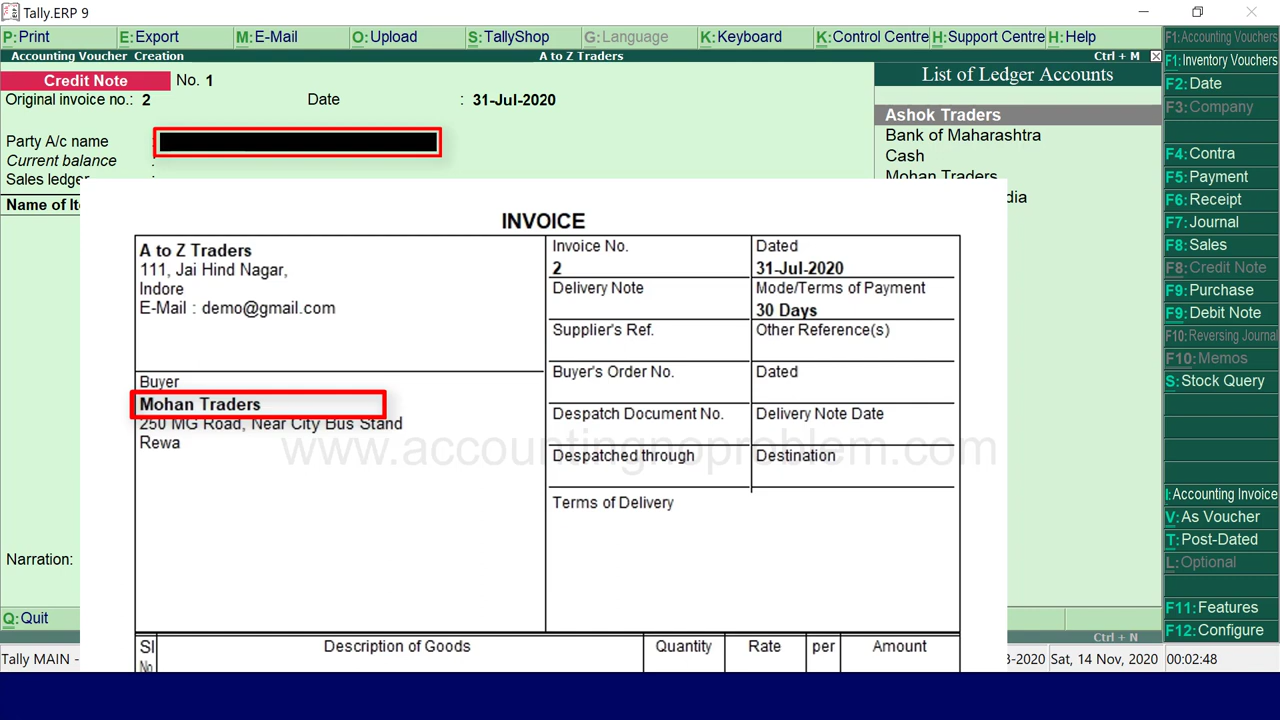 Tally.ERP 9
P: Print E: Export M: E-Mail O: Upload S: TallyShop G: Language K: Keyboard K: Control Centre H: Support Centre H: Help
Accounting Voucher Creation A to Z Traders Ctrl + M
Credit Note No. 1
Original invoice no.: 2 Date : 31-Jul-2020
Party A/c name :
Current balance :
Sales ledger :
Name of It
Narration:
Q: Quit
Tally MAIN -
List of Ledger Accounts
Ashok Traders
Bank of Maharashtra
Cash
Mohan Traders
dia
INVOICE
A to Z Traders
111, Jai Hind Nagar,
Indore
E-Mail : demo@gmail.com
Buyer
Mohan Traders
250 MG Road, Near City Bus Stand
Rewa
Invoice No.
2
Dated
31-Jul-2020
Delivery Note
Mode/Terms of Payment
30 Days
Supplier's Ref.
Other Reference(s)
Buyer's Order No.
Dated
Despatch Document No.
Delivery Note Date
Despatched through
Destination
Terms of Delivery
www.accountingnoproblem.com
Sl Description of Goods Quantity Rate per Amount
No
F1: Accounting Vouchers
F1: Inventory Vouchers
F2: Date
F3: Company
F4: Contra
F5: Payment
F6: Receipt
F7: Journal
F8: Sales
F8: Credit Note
F9: Purchase
F9: Debit Note
F10: Reversing Journal
F10: Memos
S: Stock Query
I: Accounting Invoice
V: As Voucher
T: Post-Dated
L: Optional
F11: Features
F12: Configure
Ctrl + N
3-2020 Sat, 14 Nov, 2020 00:02:48